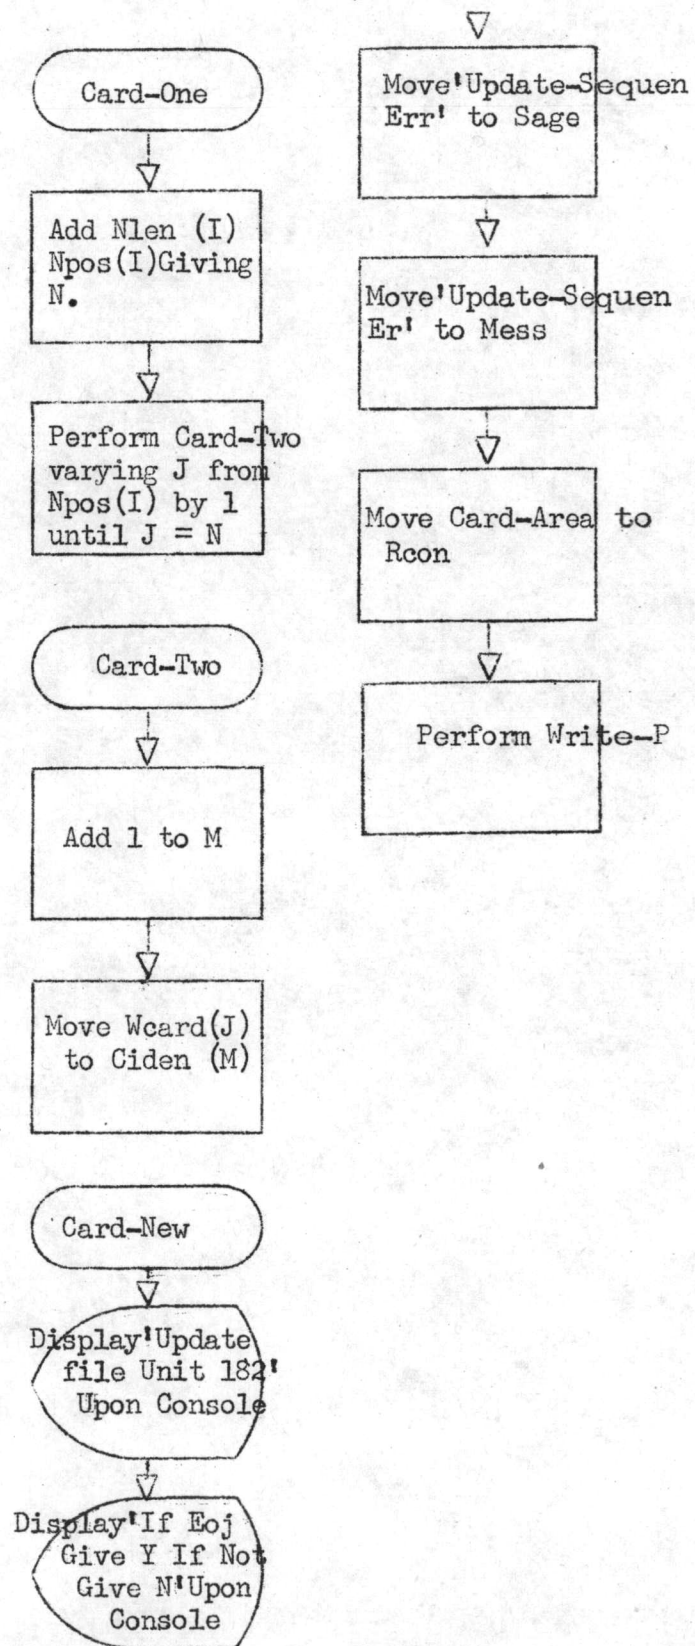 Card-One
Add Nlen (I)
Npos(I)Giving
N.
Perform Card-Two
varying J from
Npos(I) by 1
until J = N
Card-Two
Add 1 to M
Move Wcard(J)
to Ciden (M)
Card-New
Display'Update
file Unit 182'
Upon Console
Display'If Eoj
Give Y If Not
Give N'Upon
Console
Move'Update-Sequen
Err' to Sage
Move'Update-Sequen
Er' to Mess
Move Card-Area to
Rcon
Perform Write-P